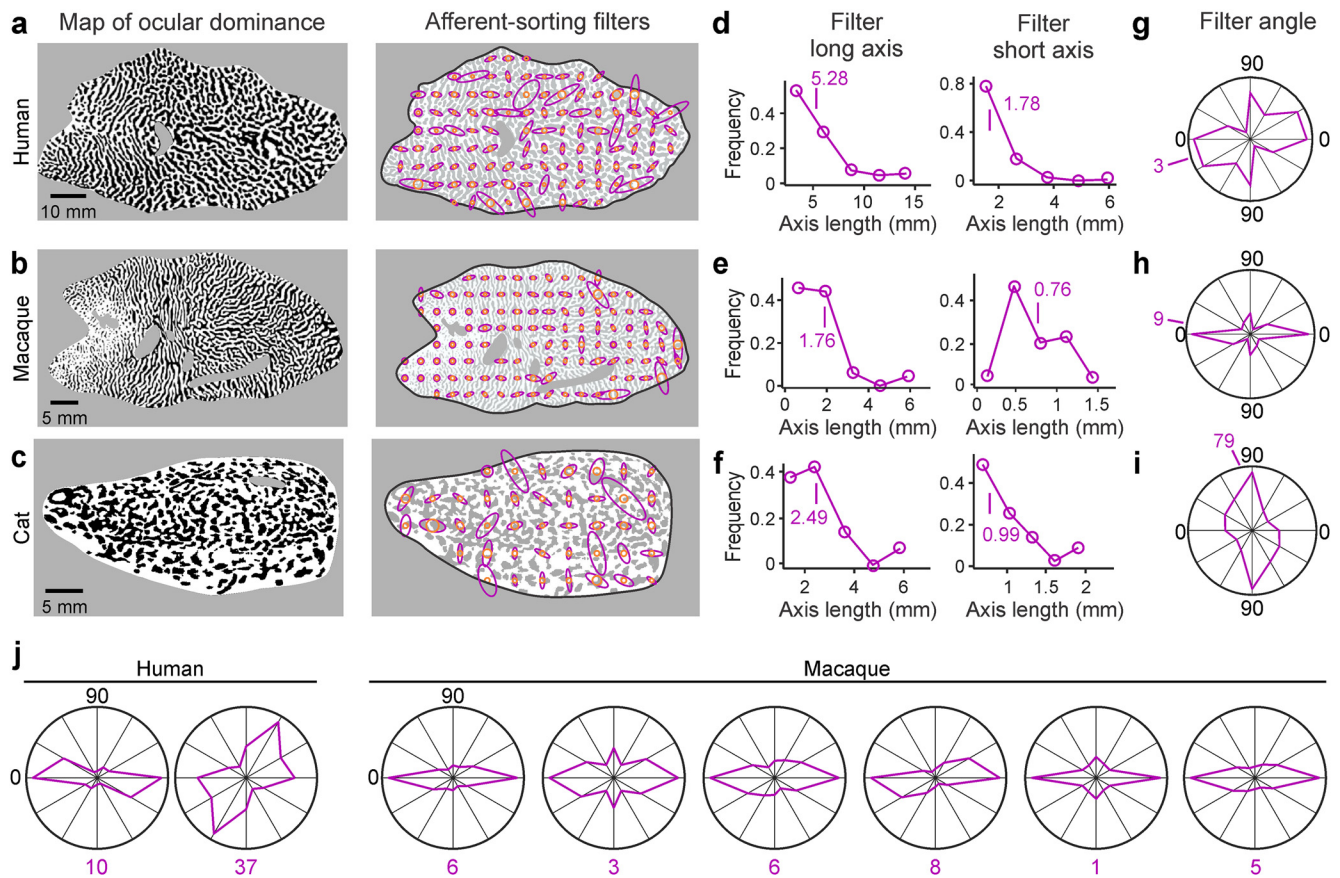 a Map of ocular dominance Afferent-sorting filters
Human
10 mm
d Filter long axis Filter short axis
Frequency
0.4
0.2
0
5.28
5 10 15
Axis length (mm)
0.8
0.4
0
1.78
2 4 6
Axis length (mm)
g Filter angle
90
0
3
90
b
Macaque
5 mm
e
Frequency
0.4
0.2
0
1.76
0 2 4 6
Axis length (mm)
0.4
0.2
0
0.76
0 0.5 1 1.5
Axis length (mm)
h
90
9
0 0
90
c
Cat
5 mm
f
Frequency
0.4
0.2
0
2.49
2 4 6
Axis length (mm)
0.4
0.2
0
0.99
1 1.5 2
Axis length (mm)
i
79
90
0 0
90
j
Human Macaque
90 90
0 0
10 37 6 3 6 8 1 5